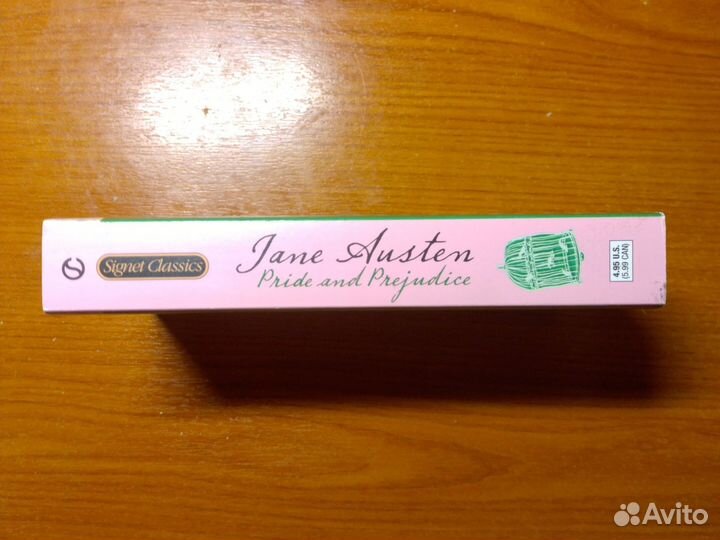 Signet Classics
Jane Austen
Pride and Prejudice
4.95 U.S.
(5.99 CAN)
Avito